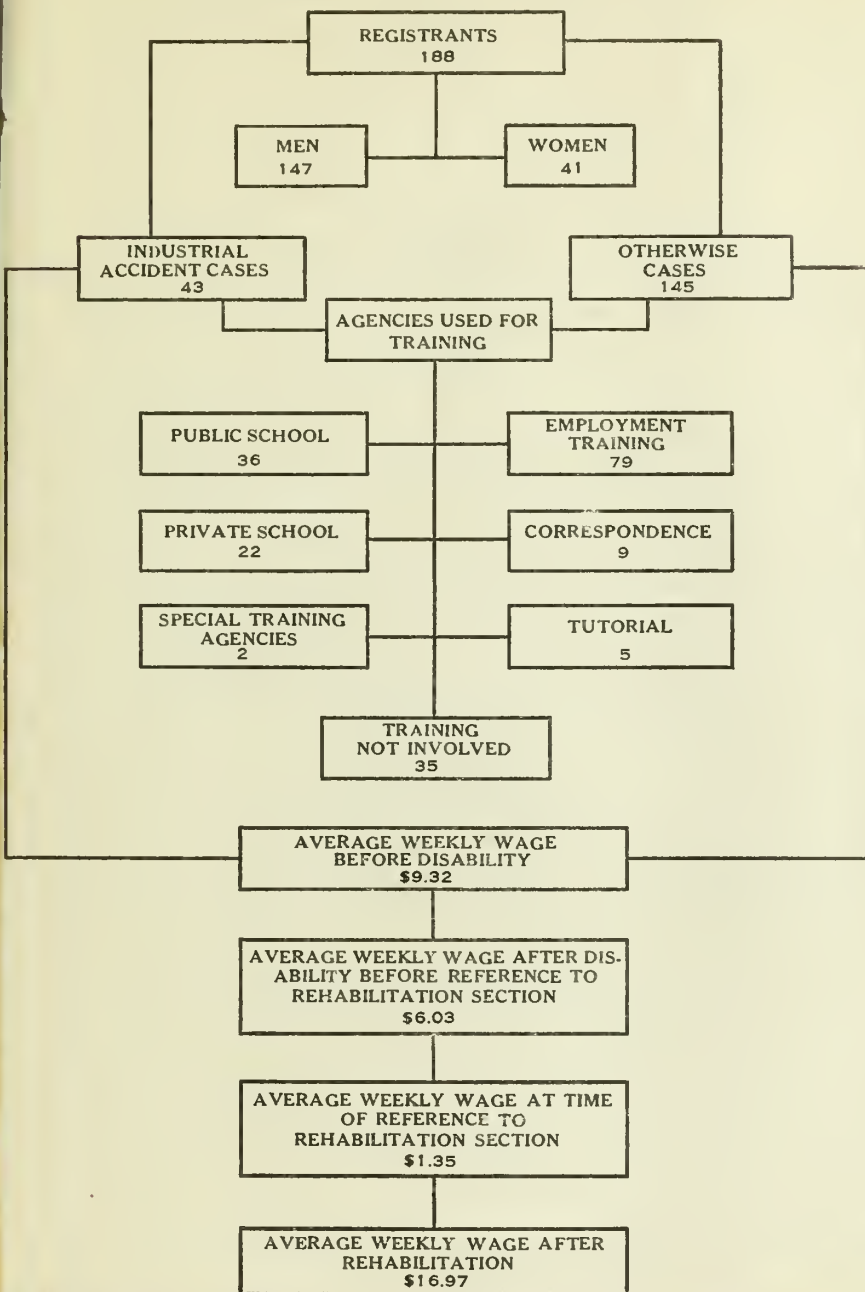 REGISTRANTS
188
MEN
147
WOMEN
41
INDUSTRIAL
ACCIDENT CASES
43
OTHERWISE
CASES
145
AGENCIES USED FOR
TRAINING
PUBLIC SCHOOL
36
EMPLOYMENT
TRAINING
79
PRIVATE SCHOOL
22
CORRESPONDENCE
9
SPECIAL TRAINING
AGENCIES
2
TUTORIAL
5
TRAINING
NOT INVOLVED
35
AVERAGE WEEKLY WAGE
BEFORE DISABILITY
$9.32
AVERAGE WEEKLY WAGE AFTER DIS-
ABILITY BEFORE REFERENCE TO
REHABILITATION SECTION
$6.03
AVERAGE WEEKLY WAGE AT TIME
OF REFERENCE TO
REHABILITATION SECTION
$1.35
AVERAGE WEEKLY WAGE AFTER
REHABILITATION
$16.97